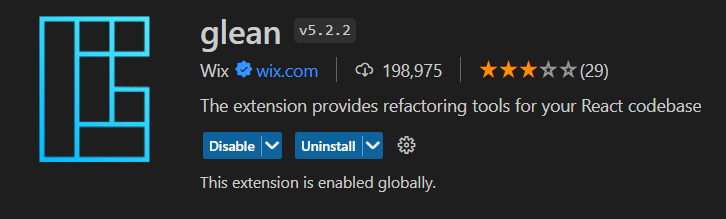 glean v5.2.2
Wix wix.com 198,975 (29)
The extension provides refactoring tools for your React codebase
Disable Uninstall
This extension is enabled globally.